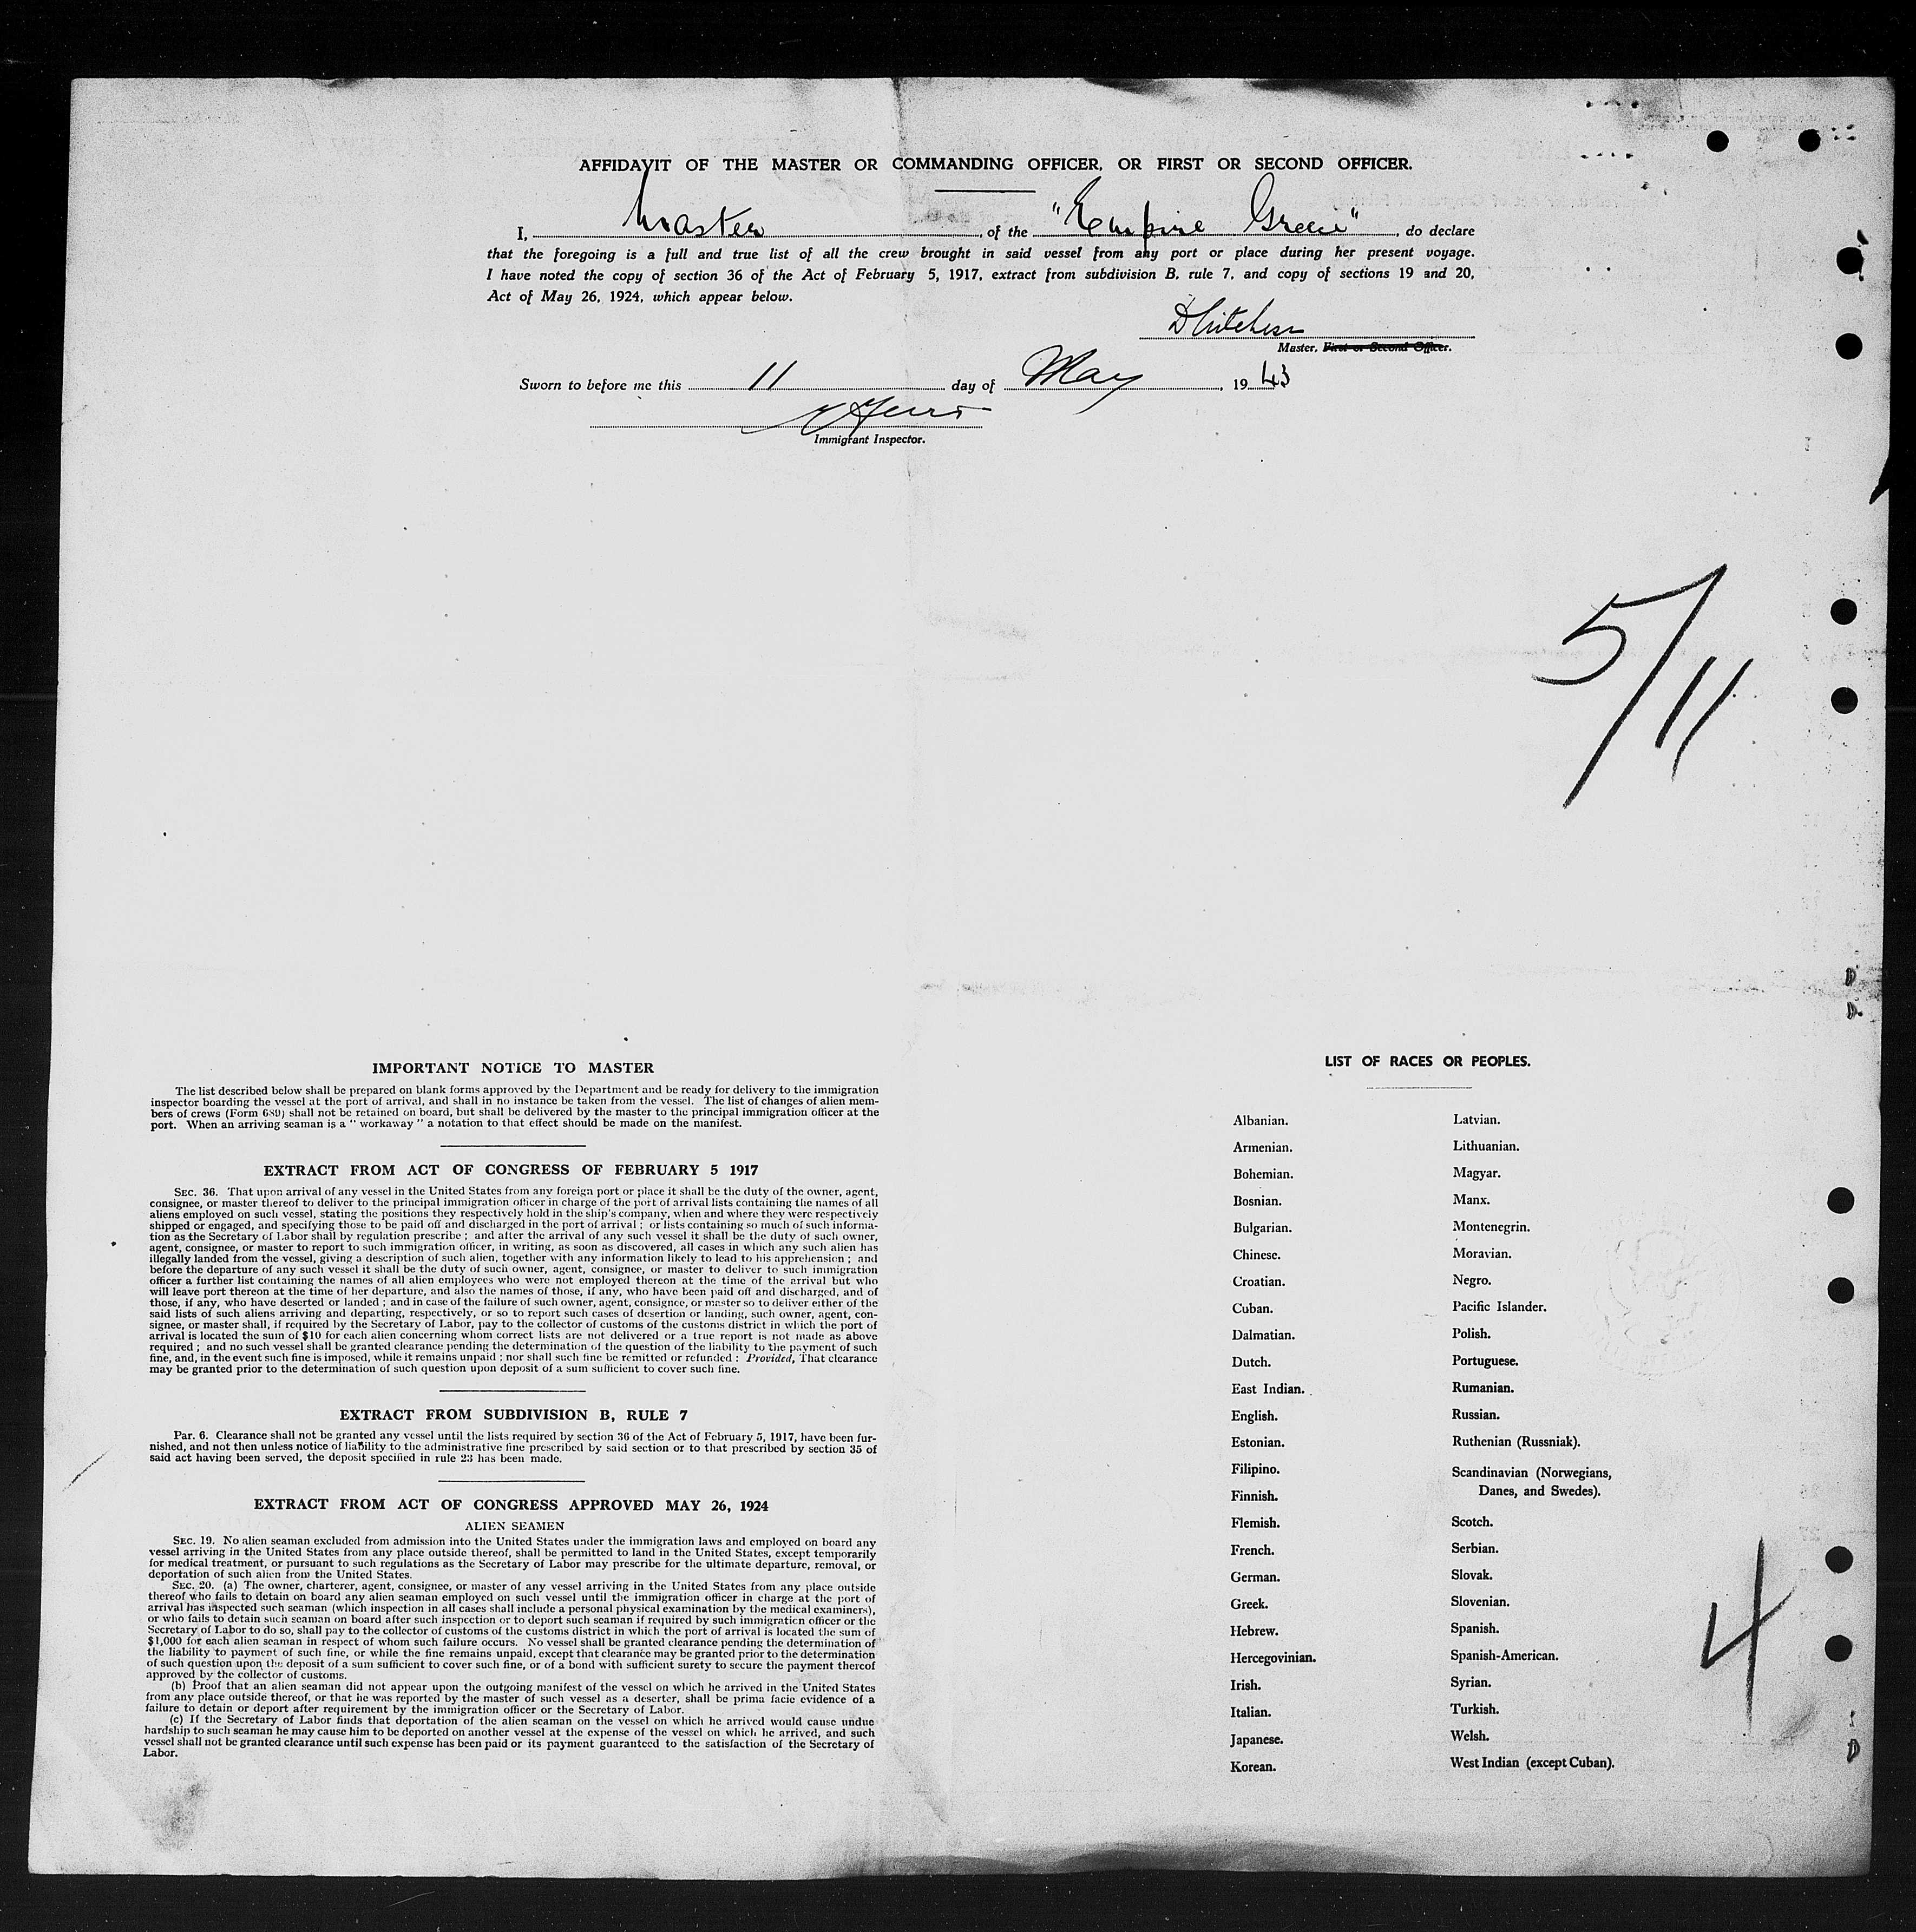 AFFIDAVIT OF THE MASTER OR COMMANDING OFFICER, OR FIRST OR SECOND OFFICER.
I, Master, of the "Empire Grace", do declare
that the foregoing is a full and true list of all the crew brought in said vessel from any port or place during her present voyage.
I have noted the copy of section 36 of the Act of February 5, 1917, extract from subdivision B, rule 7, and copy of sections 19 and 20,
Act of May 26, 1924, which appear below.
Master, First or Second Officer.
Sworn to before me this 11 day of May, 1943
Immigrant Inspector.
5/11
IMPORTANT NOTICE TO MASTER
The list described below shall be prepared on blank forms approved by the Department and be ready for delivery to the immigration
inspector boarding the vessel at the port of arrival, and shall in no instance be taken from the vessel. The list of changes of alien mem-
bers of crews (Form 689) shall not be retained on board, but shall be delivered by the master to the principal immigration officer at the
port. When an arriving seaman is a " workaway " a notation to that effect should be made on the manifest.
EXTRACT FROM ACT OF CONGRESS OF FEBRUARY 5 1917
SEC. 36. That upon arrival of any vessel in the United States from any foreign port or place it shall be the duty of the owner, agent,
consignee, or master thereof to deliver to the principal immigration officer in charge of the port of arrival lists containing the names of all
aliens employed on such vessel, stating the positions they respectively hold in the ship's company, when and where they were respectively
shipped or engaged, and specifying those to be paid off and discharged in the port of arrival ; or lists containing so much of such informa-
tion as the Secretary of Labor shall by regulation prescribe ; and after the arrival of any such vessel it shall be the duty of such owner,
agent, consignee, or master to report to such immigration officer, in writing, as soon as discovered, all cases in which any such alien has
illegally landed from the vessel, giving a description of such alien, together with any information likely to lead to his apprehension ; and
before the departure of any such vessel it shall be the duty of such owner, agent, consignee, or master to deliver to such immigration
officer a further list containing the names of all alien employees who were not employed thereon at the time of the arrival but who
will leave port thereon at the time of her departure, and also the names of those, if any, who have been paid off and discharged, and of
those, if any, who have deserted or landed ; and in case of the failure of such owner, agent, consignee, or master so to deliver either of the
said lists of such aliens arriving and departing, respectively, or so to report such cases of desertion or landing, such owner, agent, con-
signee, or master shall, if required by the Secretary of Labor, pay to the collector of customs of the customs district in which the port of
arrival is located the sum of $10 for each alien concerning whom correct lists are not delivered or a true report is not made as above
required ; and no such vessel shall be granted clearance pending the determination of the question of the liability to the payment of such
fine, and, in the event such fine is imposed, while it remains unpaid ; nor shall such fine be remitted or refunded : Provided, That clearance
may be granted prior to the determination of such question upon deposit of a sum sufficient to cover such fine.
EXTRACT FROM SUBDIVISION B, RULE 7
Par. 6. Clearance shall not be granted any vessel until the lists required by section 36 of the Act of February 5, 1917, have been fur-
nished, and not then unless notice of liability to the administrative fine prescribed by said section or to that prescribed by section 35 of
said act having been served, the deposit specified in rule 23 has been made.
EXTRACT FROM ACT OF CONGRESS APPROVED MAY 26, 1924
ALIEN SEAMEN
SEC. 19. No alien seaman excluded from admission into the United States under the immigration laws and employed on board any
vessel arriving in the United States from any place outside thereof, shall be permitted to land in the United States, except temporarily
for medical treatment, or pursuant to such regulations as the Secretary of Labor may prescribe for the ultimate departure, removal, or
deportation of such alien from the United States.
SEC. 20. (a) The owner, charterer, agent, consignee, or master of any vessel arriving in the United States from any place outside
thereof who fails to detain on board any alien seaman employed on such vessel until the immigration officer in charge at the port of
arrival has inspected such seaman (which inspection in all cases shall include a personal physical examination by the medical examiners),
or who fails to detain such seaman on board after such inspection or to deport such seaman if required by such immigration officer or the
Secretary of Labor to do so, shall pay to the collector of customs of the customs district in which the port of arrival is located the sum of
$1,000 for each alien seaman in respect of whom such failure occurs. No vessel shall be granted clearance pending the determination of
the liability to payment of such fine, or while the fine remains unpaid, except that clearance may be granted prior to the determination
of such question upon the deposit of a sum sufficient to cover such fine, or of a bond with sufficient surety to secure the payment thereof
approved by the collector of customs.
(b) Proof that an alien seaman did not appear upon the outgoing manifest of the vessel on which he arrived in the United States
from any place outside thereof, or that he was reported by the master of such vessel as a deserter, shall be prima facie evidence of a
failure to detain or deport after requirement by the immigration officer or the Secretary of Labor.
(c) If the Secretary of Labor finds that deportation of the alien seaman on the vessel on which he arrived would cause undue
hardship to such seaman he may cause him to be deported on another vessel at the expense of the vessel on which he arrived, and such
vessel shall not be granted clearance until such expense has been paid or its payment guaranteed to the satisfaction of the Secretary of
Labor.
LIST OF RACES OR PEOPLES.
Albanian.
Armenian.
Bohemian.
Bosnian.
Bulgarian.
Chinese.
Croatian.
Cuban.
Dalmatian.
Dutch.
East Indian.
English.
Estonian.
Filipino.
Finnish.
Flemish.
French.
German.
Greek.
Hebrew.
Hercegovinian.
Irish.
Italian.
Japanese.
Korean.
Latvian.
Lithuanian.
Magyar.
Manx.
Montenegrin.
Moravian.
Negro.
Pacific Islander.
Polish.
Portuguese.
Rumanian.
Russian.
Ruthenian (Russniak).
Scandinavian (Norwegians,
Danes, and Swedes).
Scotch.
Serbian.
Slovak.
Slovenian.
Spanish.
Spanish-American.
Syrian.
Turkish.
Welsh.
West Indian (except Cuban).
4